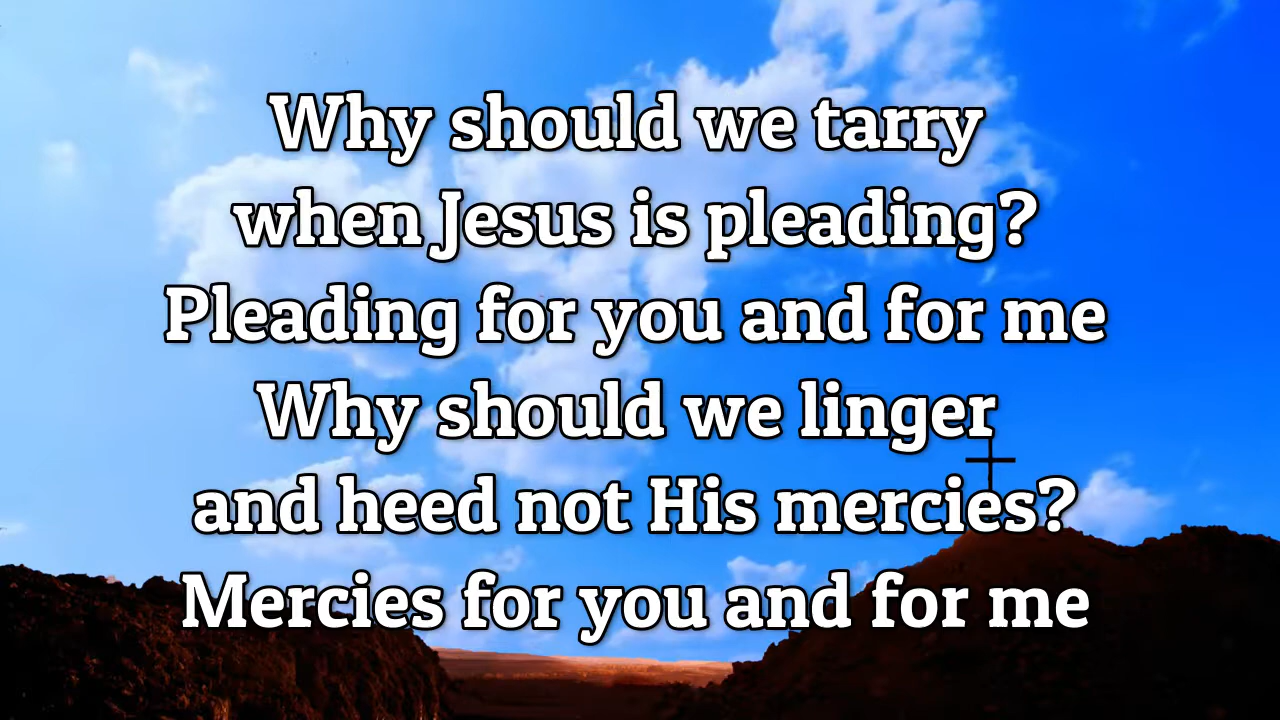 Why should we tarry
when Jesus is pleading?
Pleading for you and for me
Why should we linger
and heed not His mercies?
Mercies for you and for me